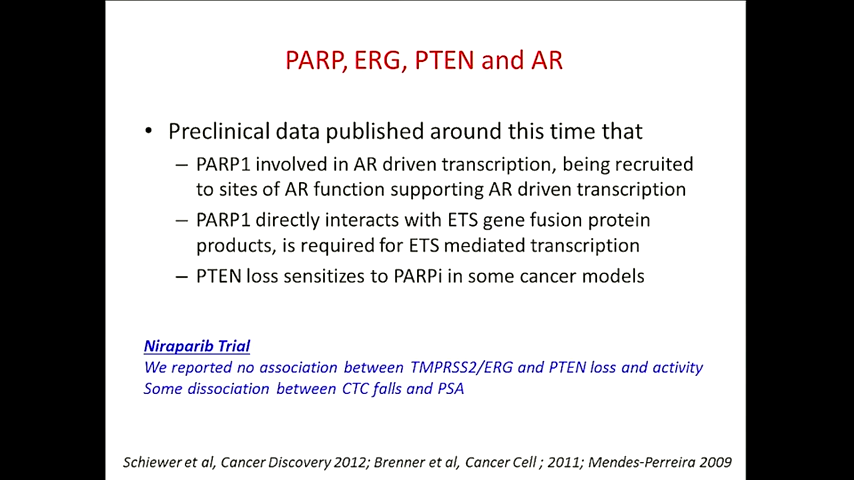 PARP, ERG, PTEN and AR
• Preclinical data published around this time that
– PARP1 involved in AR driven transcription, being recruited
to sites of AR function supporting AR driven transcription
– PARP1 directly interacts with ETS gene fusion protein
products, is required for ETS mediated transcription
– PTEN loss sensitizes to PARPi in some cancer models
Niraparib Trial
We reported no association between TMPRSS2/ERG and PTEN loss and activity
Some dissociation between CTC falls and PSA
Schiewer et al, Cancer Discovery 2012; Brenner et al, Cancer Cell ; 2011; Mendes-Perreira 2009